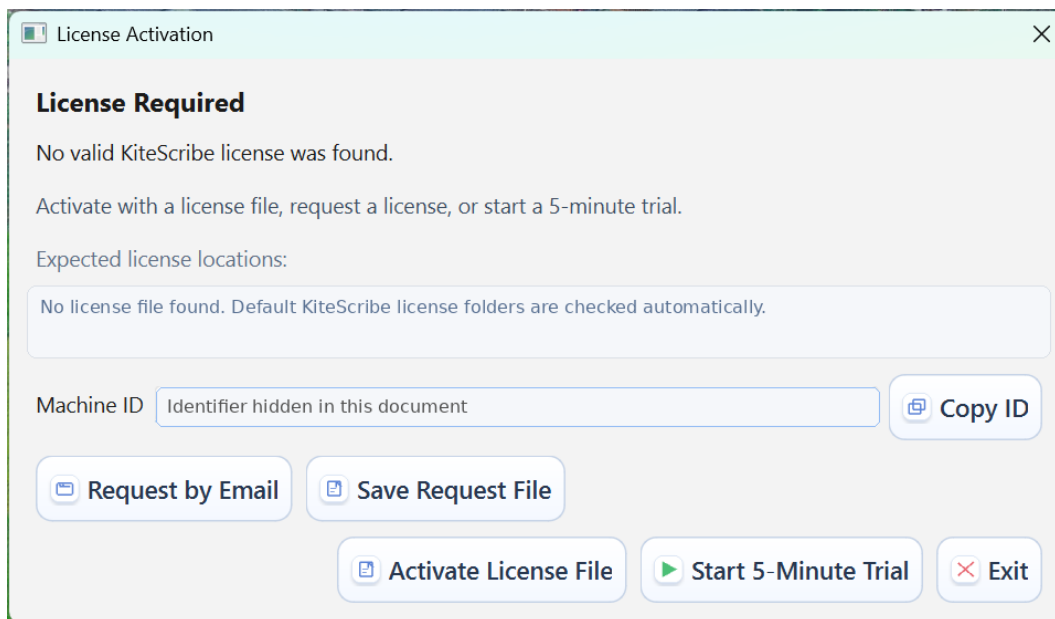 License Activation
License Required
No valid KiteScribe license was found.
Activate with a license file, request a license, or start a 5-minute trial.
Expected license locations:
No license file found. Default KiteScribe license folders are checked automatically.
Machine ID Identifier hidden in this document Copy ID
Request by Email Save Request File
Activate License File Start 5-Minute Trial Exit